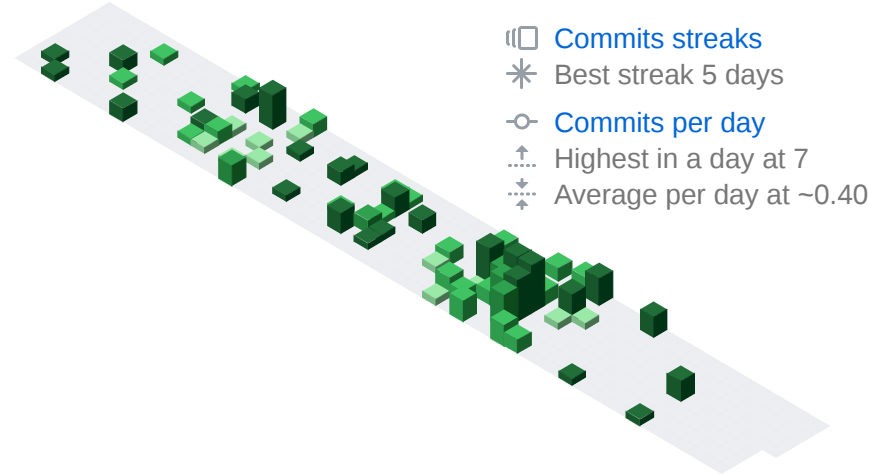 Commits streaks
Best streak 5 days
Commits per day
Highest in a day at 7
Average per day at ~0.40